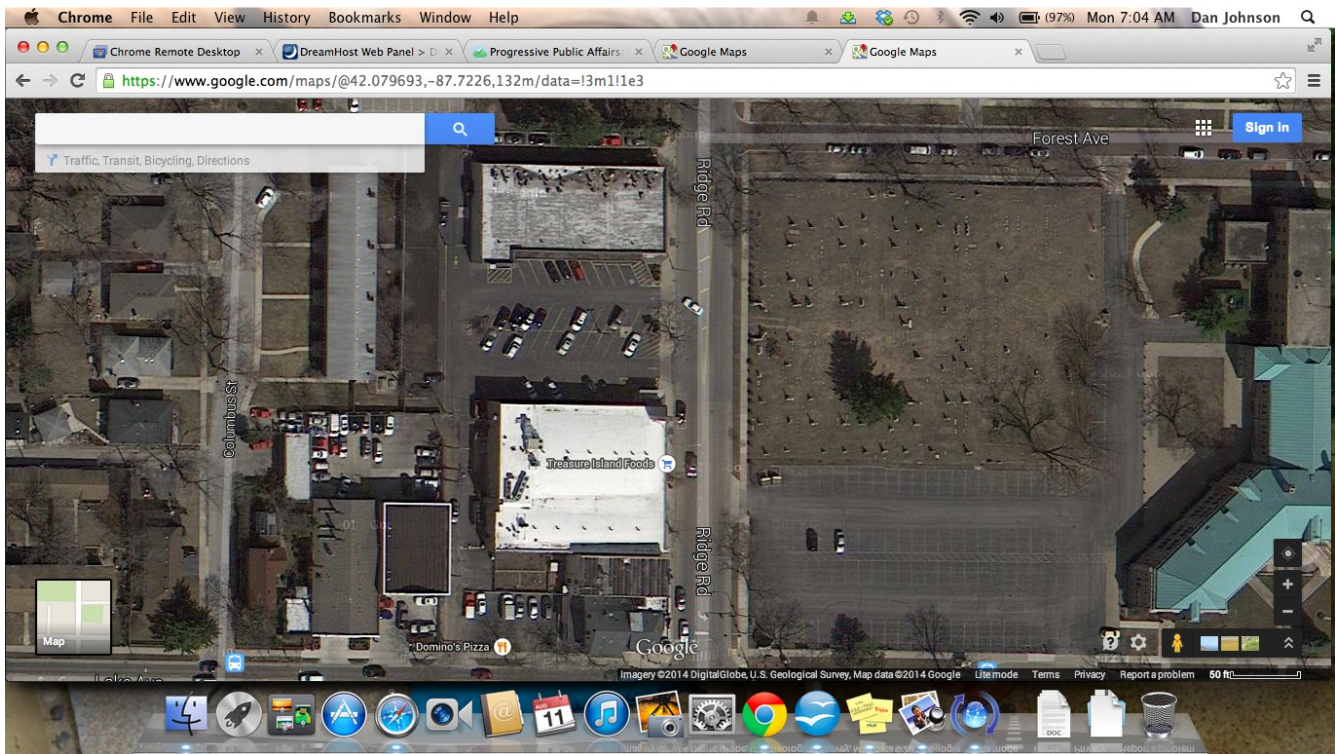 Chrome File Edit View History Bookmarks Window Help (97%) Mon 7:04 AM Dan Johnson
Chrome Remote Desktop × DreamHost Web Panel > D × Progressive Public Affairs: × Google Maps × Google Maps ×
https://www.google.com/maps/@42.079693,-87.7226,132m/data=!3m1!1e3
Sign in
Forest Ave
Traffic, Transit, Bicycling, Directions
Ridge Rd
Columbus St
Treasure Island Foods
Ridge Rd
Map
Domino's Pizza
Google
Lake Ave
Imagery ©2014 DigitalGlobe, U.S. Geological Survey, Map data ©2014 Google Lite mode Terms Privacy Report a problem 50 ft
AUG
11
DOC